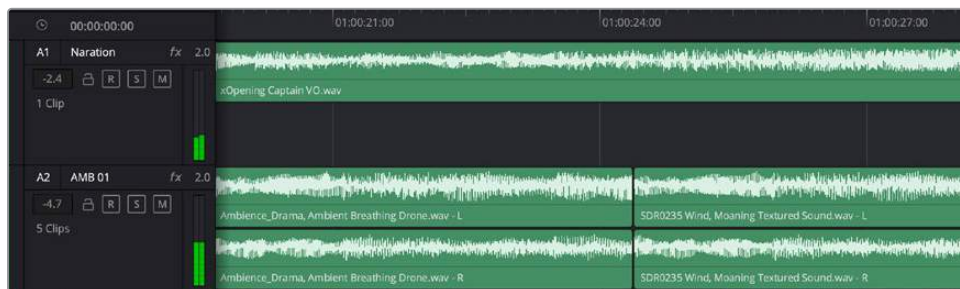 00:00:00:00 01:00:21:00 01:00:24:00 01:00:27:00
A1 Naration fx 2.0
-2.4 R S M
1 Clip
xOpening Captain VO.wav
A2 AMB 01 fx 2.0
-4.7 R S M
5 Clips
Ambience_Drama, Ambient Breathing Drone.wav - L SDR0235 Wind, Moaning Textured Sound.wav - L
Ambience_Drama, Ambient Breathing Drone.wav - R SDR0235 Wind, Moaning Textured Sound.wav - R